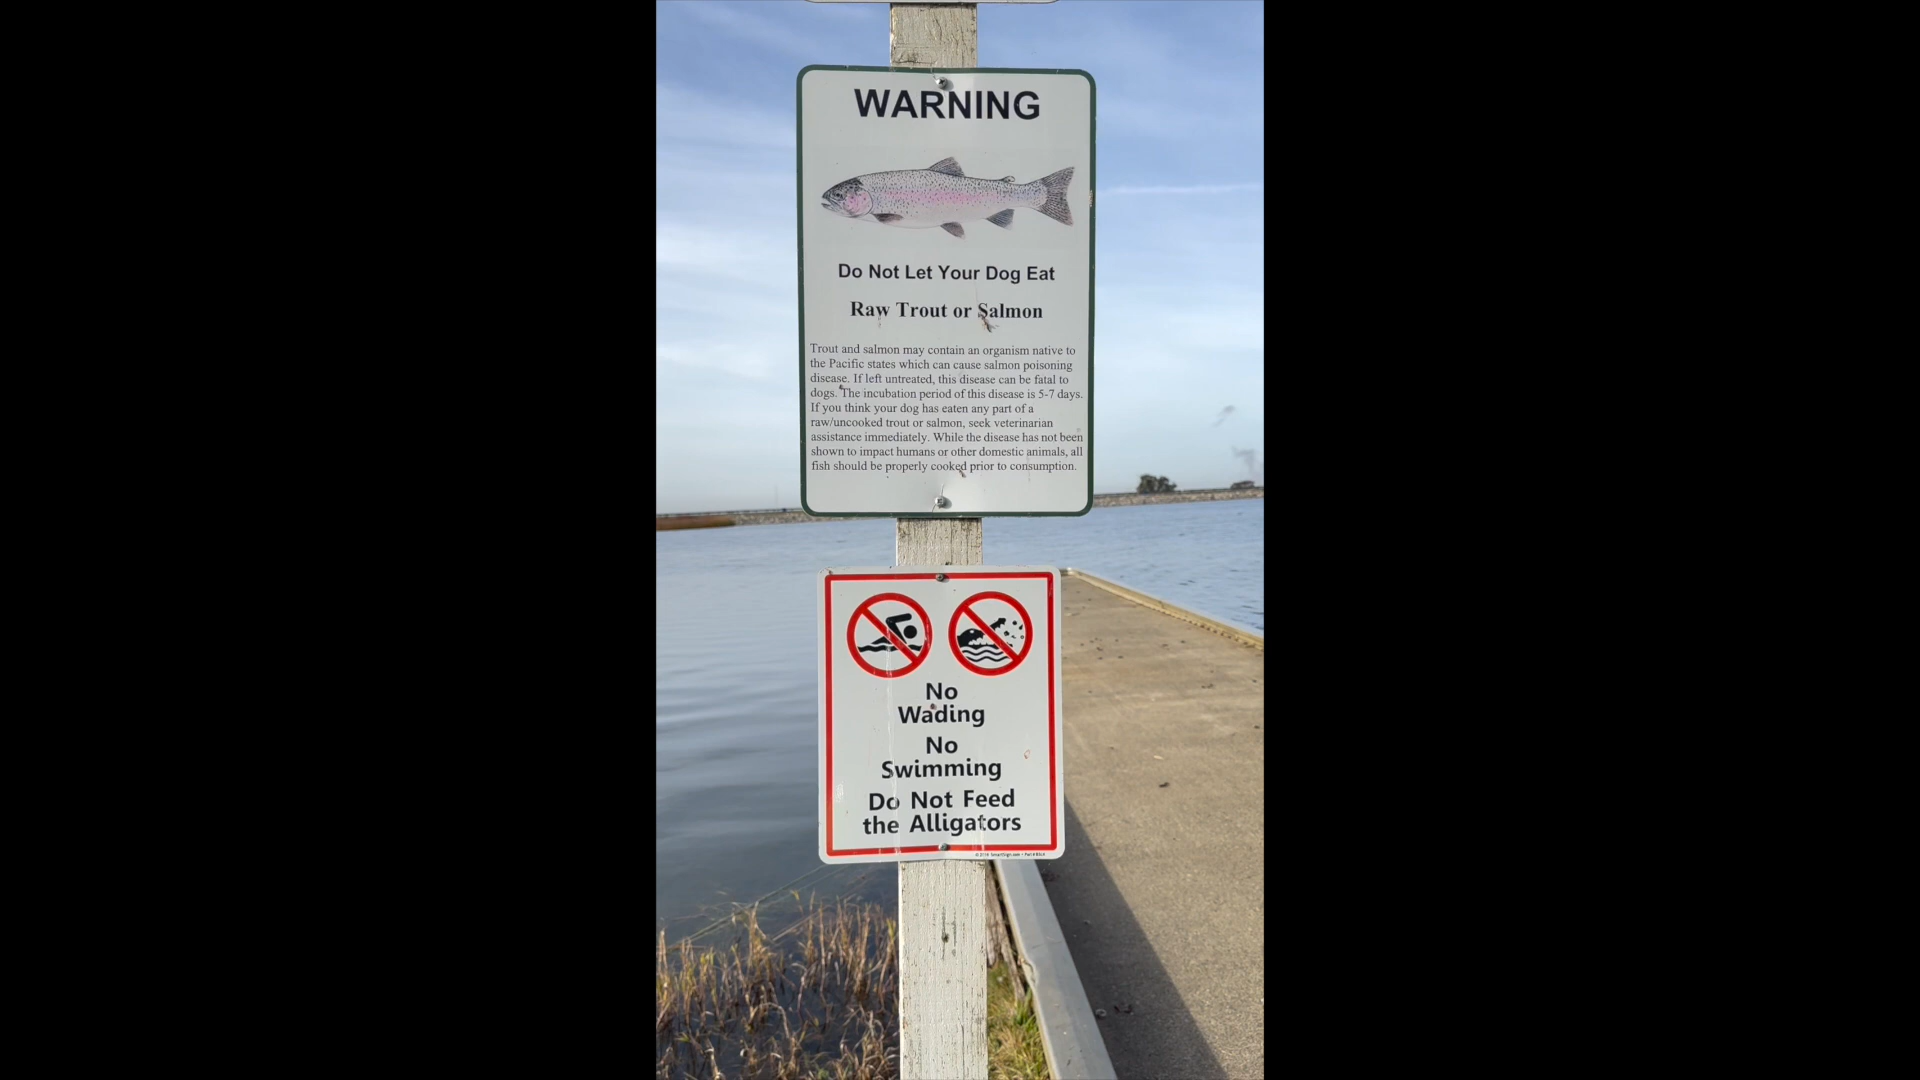 WARNING
Do Not Let Your Dog Eat
Raw Trout or Salmon
Trout and salmon may contain an organism native to
the Pacific states which can cause salmon poisoning
disease. If left untreated, this disease can be fatal to
dogs. The incubation period of this disease is 5-7 days.
If you think your dog has eaten any part of a
raw/uncooked trout or salmon, seek veterinarian
assistance immediately. While the disease has not been
shown to impact humans or other domestic animals, all
fish should be properly cooked prior to consumption.
No
Wading
No
Swimming
Do Not Feed
the Alligators